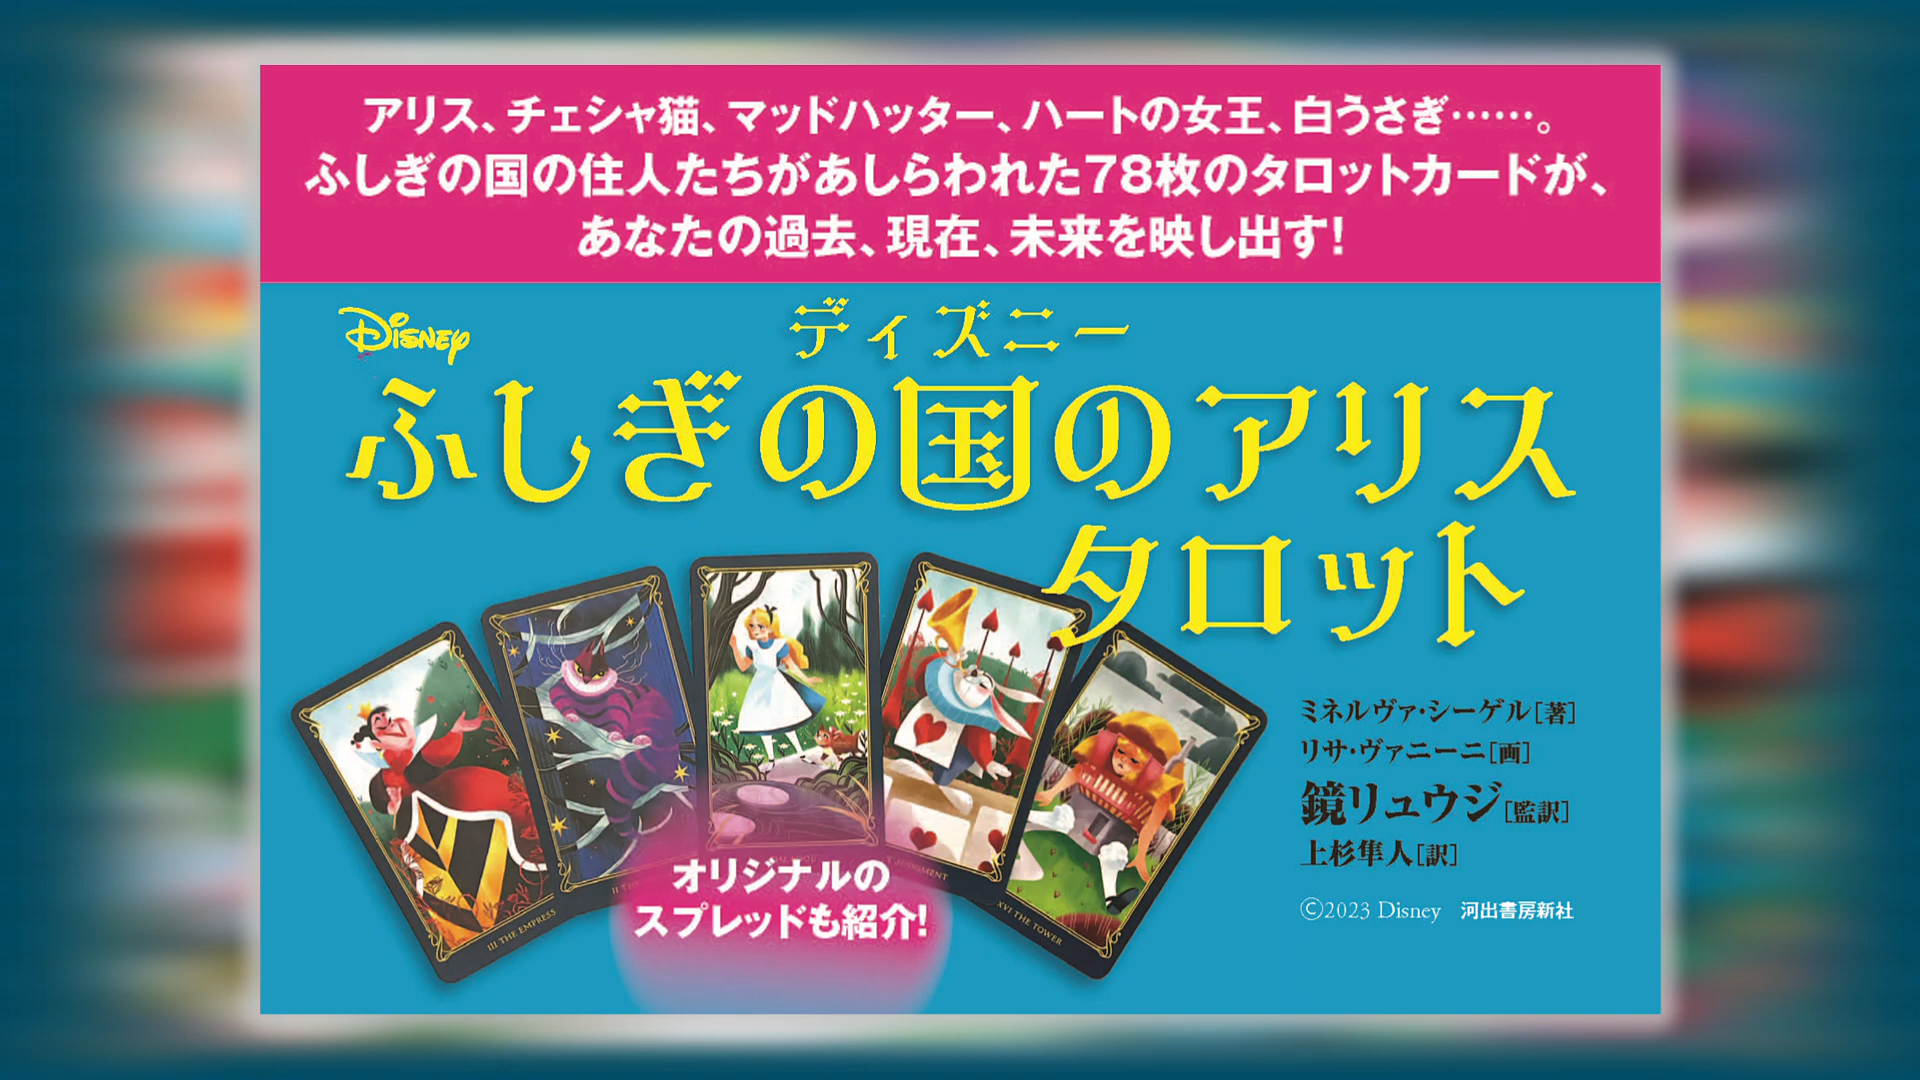 アリス、チェシャ猫、マッドハッター、ハートの女王、白うさぎ……。
ふしぎの国の住人たちがあしらわれた78枚のタロットカードが、
あなたの過去、現在、未来を映し出す!
Disney
ディズニー
ふしぎの国のアリス
タロット
ミネルヴァ・シーゲル[著]
リサ・ヴァニーニ[画]
鏡リュウジ[監訳]
上杉隼人[訳]
©2023 Disney 河出書房新社
オリジナルの
スプレッドも紹介!
III THE EMPRESS
XVI THE TOWER